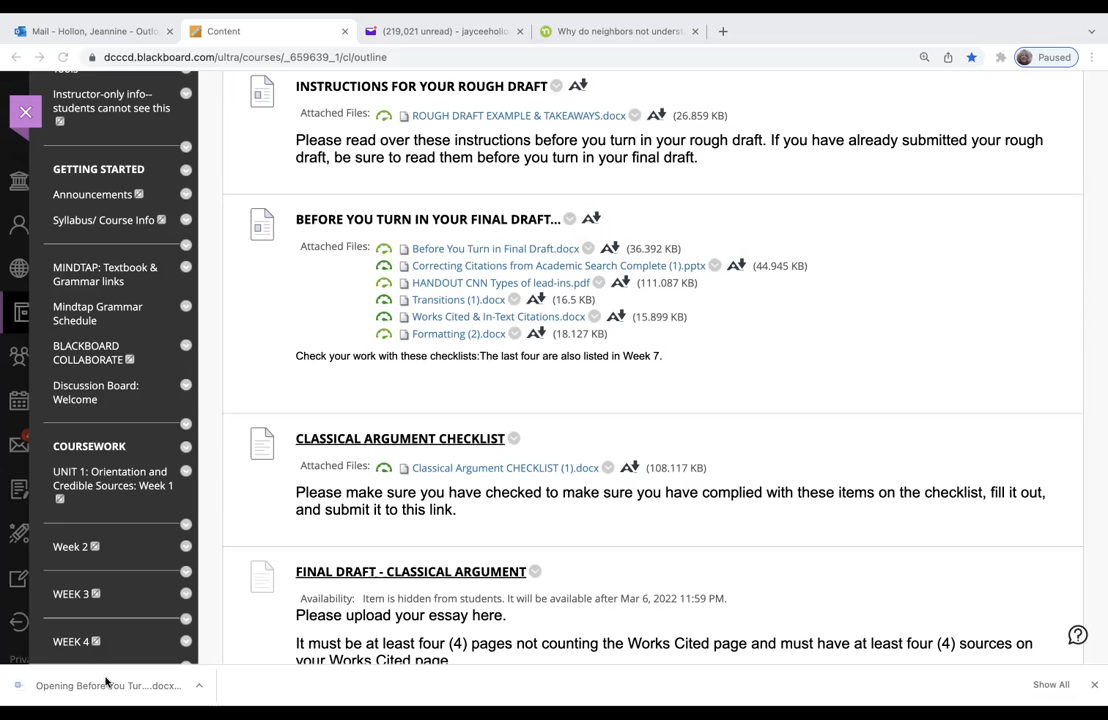 Mail - Hollon, Jeannine - Outlo
Content
(219,021 unread) - jayceehollo
Why do neighbors not underst
dcccd.blackboard.com/ultra/courses/_659639_1/cl/outline
Paused
Tools
Instructor-only info--
students cannot see this
GETTING STARTED
Announcements
Syllabus/ Course Info
MINDTAP: Textbook &
Grammar links
Mindtap Grammar
Schedule
BLACKBOARD
COLLABORATE
Discussion Board:
Welcome
COURSEWORK
UNIT 1: Orientation and
Credible Sources: Week 1
Week 2
WEEK 3
WEEK 4
Priva
INSTRUCTIONS FOR YOUR ROUGH DRAFT
Attached Files: ROUGH DRAFT EXAMPLE & TAKEAWAYS.docx (26.859 KB)
Please read over these instructions before you turn in your rough draft. If you have already submitted your rough
draft, be sure to read them before you turn in your final draft.
BEFORE YOU TURN IN YOUR FINAL DRAFT...
Attached Files: Before You Turn in Final Draft.docx (36.392 KB)
Correcting Citations from Academic Search Complete (1).pptx (44.945 KB)
HANDOUT CNN Types of lead-ins.pdf (111.087 KB)
Transitions (1).docx (16.5 KB)
Works Cited & In-Text Citations.docx (15.899 KB)
Formatting (2).docx (18.127 KB)
Check your work with these checklists:The last four are also listed in Week 7.
CLASSICAL ARGUMENT CHECKLIST
Attached Files: Classical Argument CHECKLIST (1).docx (108.117 KB)
Please make sure you have checked to make sure you have complied with these items on the checklist, fill it out,
and submit it to this link.
FINAL DRAFT - CLASSICAL ARGUMENT
Availability: Item is hidden from students. It will be available after Mar 6, 2022 11:59 PM.
Please upload your essay here.
It must be at least four (4) pages not counting the Works Cited page and must have at least four (4) sources on
your Works Cited page
Opening Before You Tur....docx...
Show All